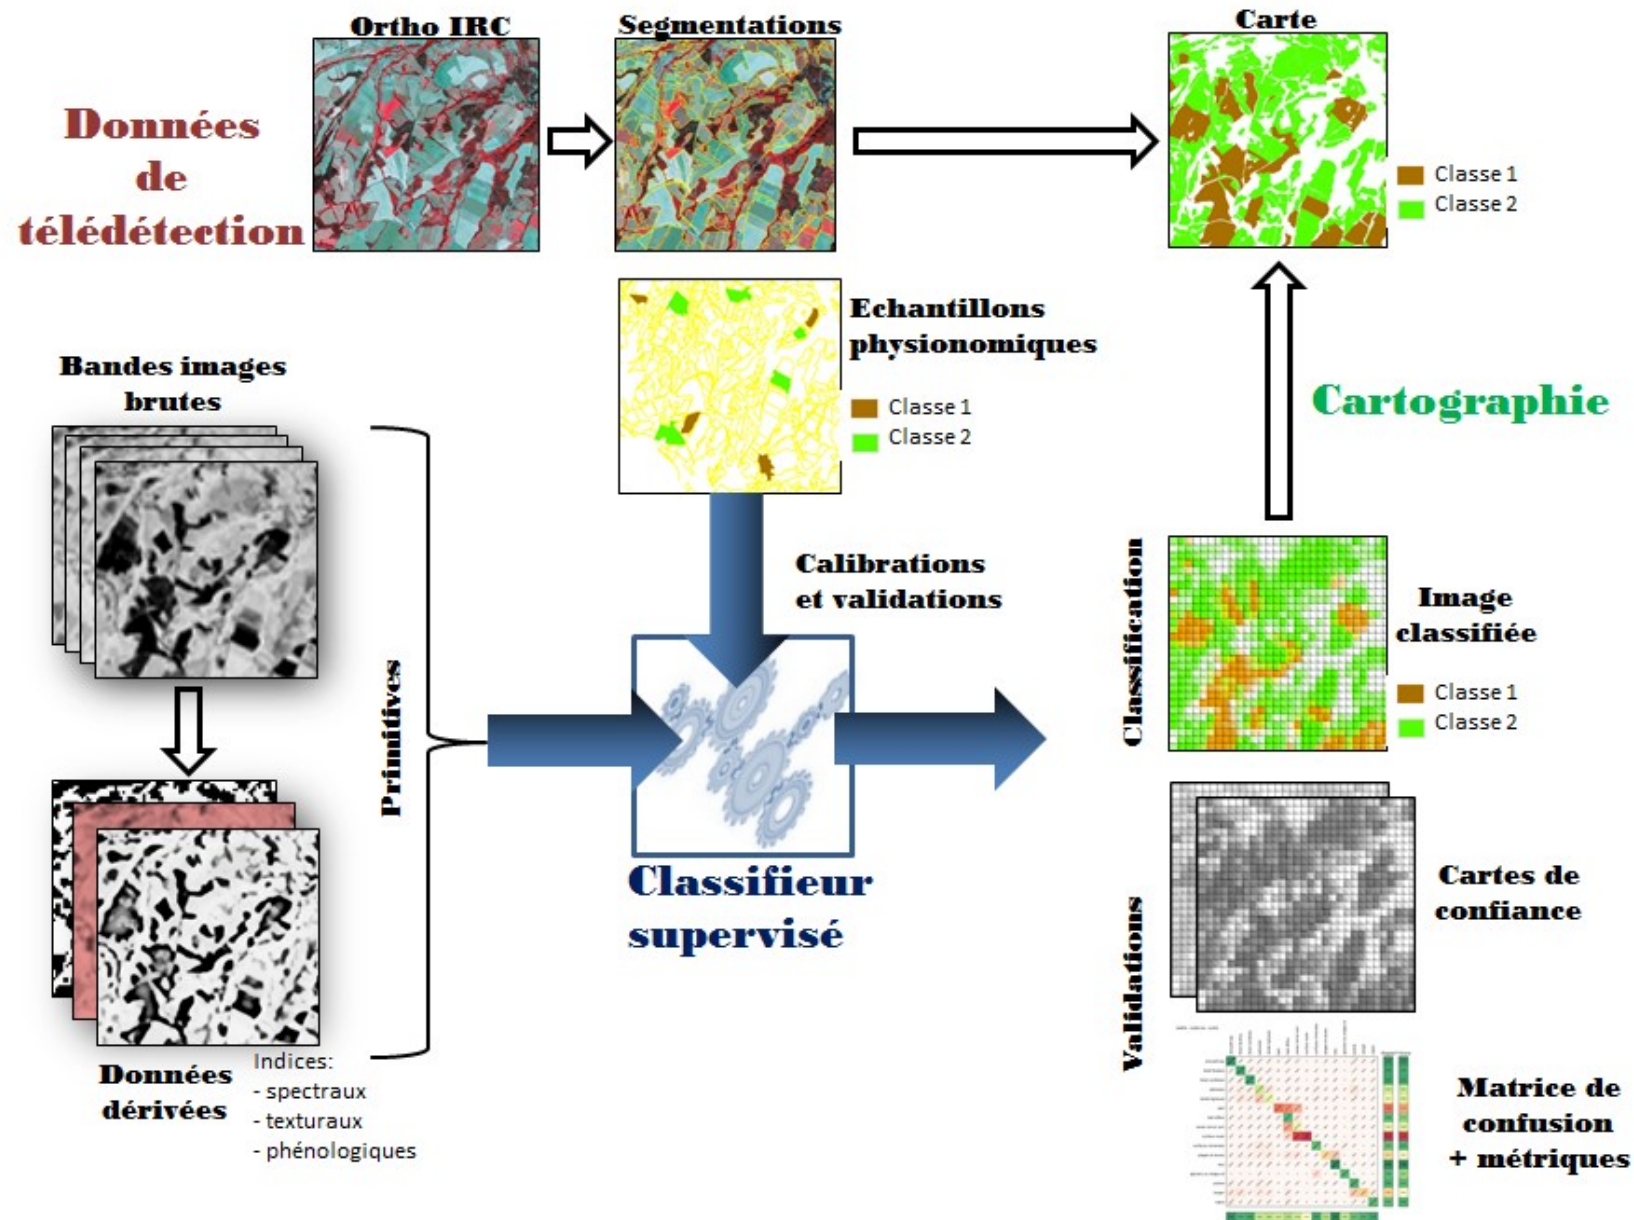 Ortho IRC
Segmentations
Carte
Données
de
télédétection
Classe 1
Classe 2
Echantillons
physionomiques
Classe 1
Classe 2
Bandes images
brutes
Cartographie
Calibrations
et validations
Primitives
Classification
Image
classifiée
Classe 1
Classe 2
Classifieur
supervisé
Validations
Cartes de
confiance
Données
dérivées
Indices:
- spectraux
- texturaux
- phénologiques
Matrice de
confusion
+ métriques